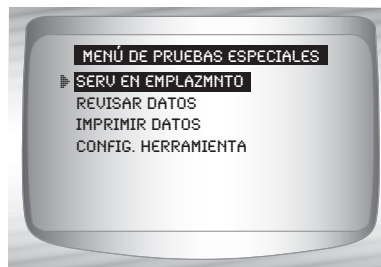 MENÚ DE PRUEBAS ESPECIALES
SERV EN EMPLAZMNTO
REVISAR DATOS
IMPRIMIR DATOS
CONFIG. HERRAMIENTA